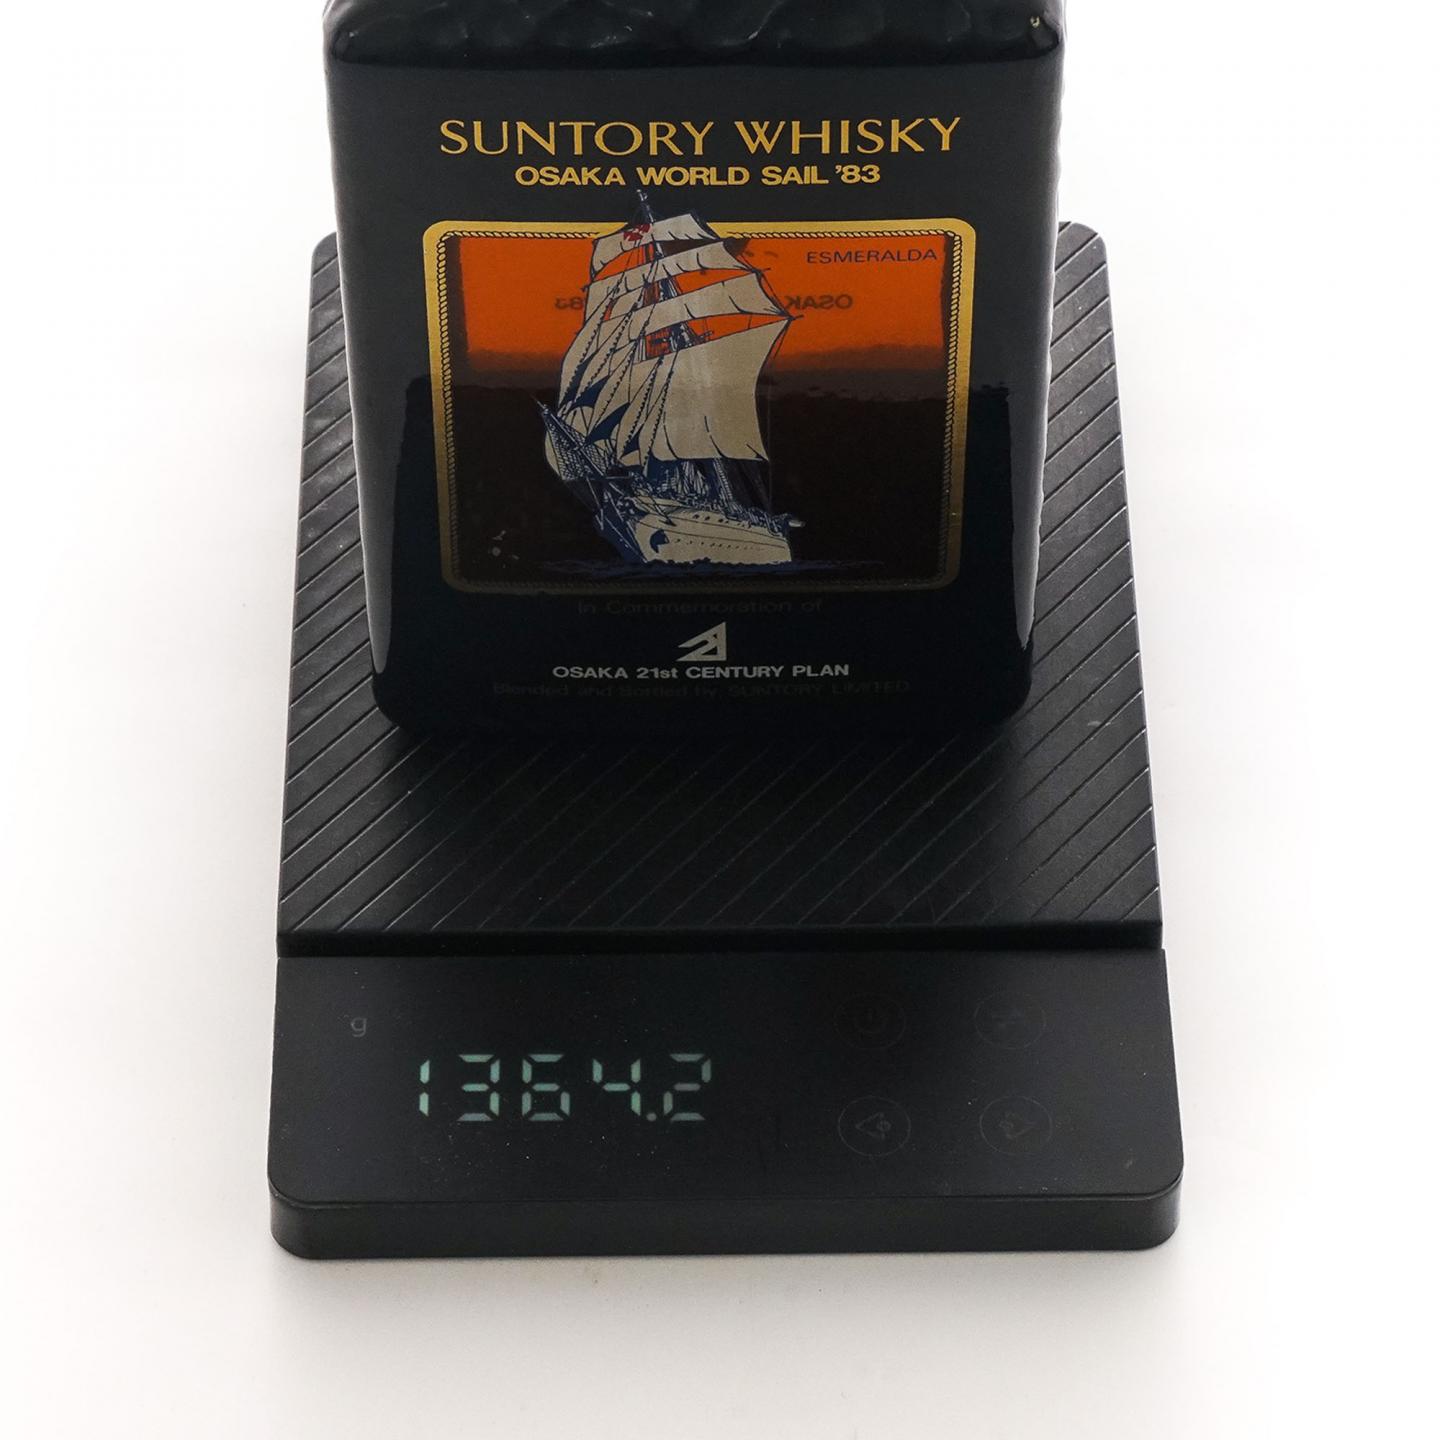 SUNTORY WHISKY
OSAKA WORLD SAIL '83
ESMERALDA
In Commemoration of
OSAKA 21st CENTURY PLAN
Blended and Bottled by SUNTORY LIMITED
g
1364.2